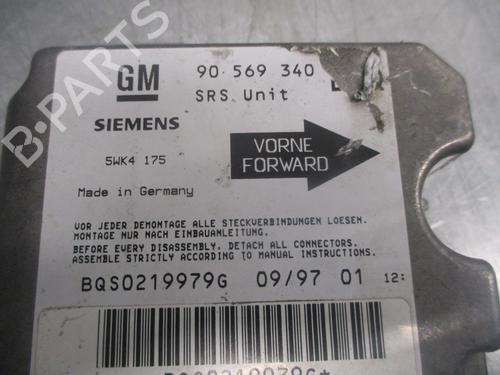 GM
90 569 340
SRS Unit
SIEMENS
5WK4 175
VORNE
FORWARD
Made in Germany
VOR JEDER DEMONTAGE ALLE STECKVERBINDUNGEN LOESEN.
MONTAGE NUR NACH EINBAUANLEITUNG.
BEFORE EVERY DISASSEMBLY, DETACH ALL CONNECTORS.
ASSEMBLE STRICTLY ACCORDING TO MANUAL INSTRUCTIONS.
BQS0219979G 09/97 01 12: